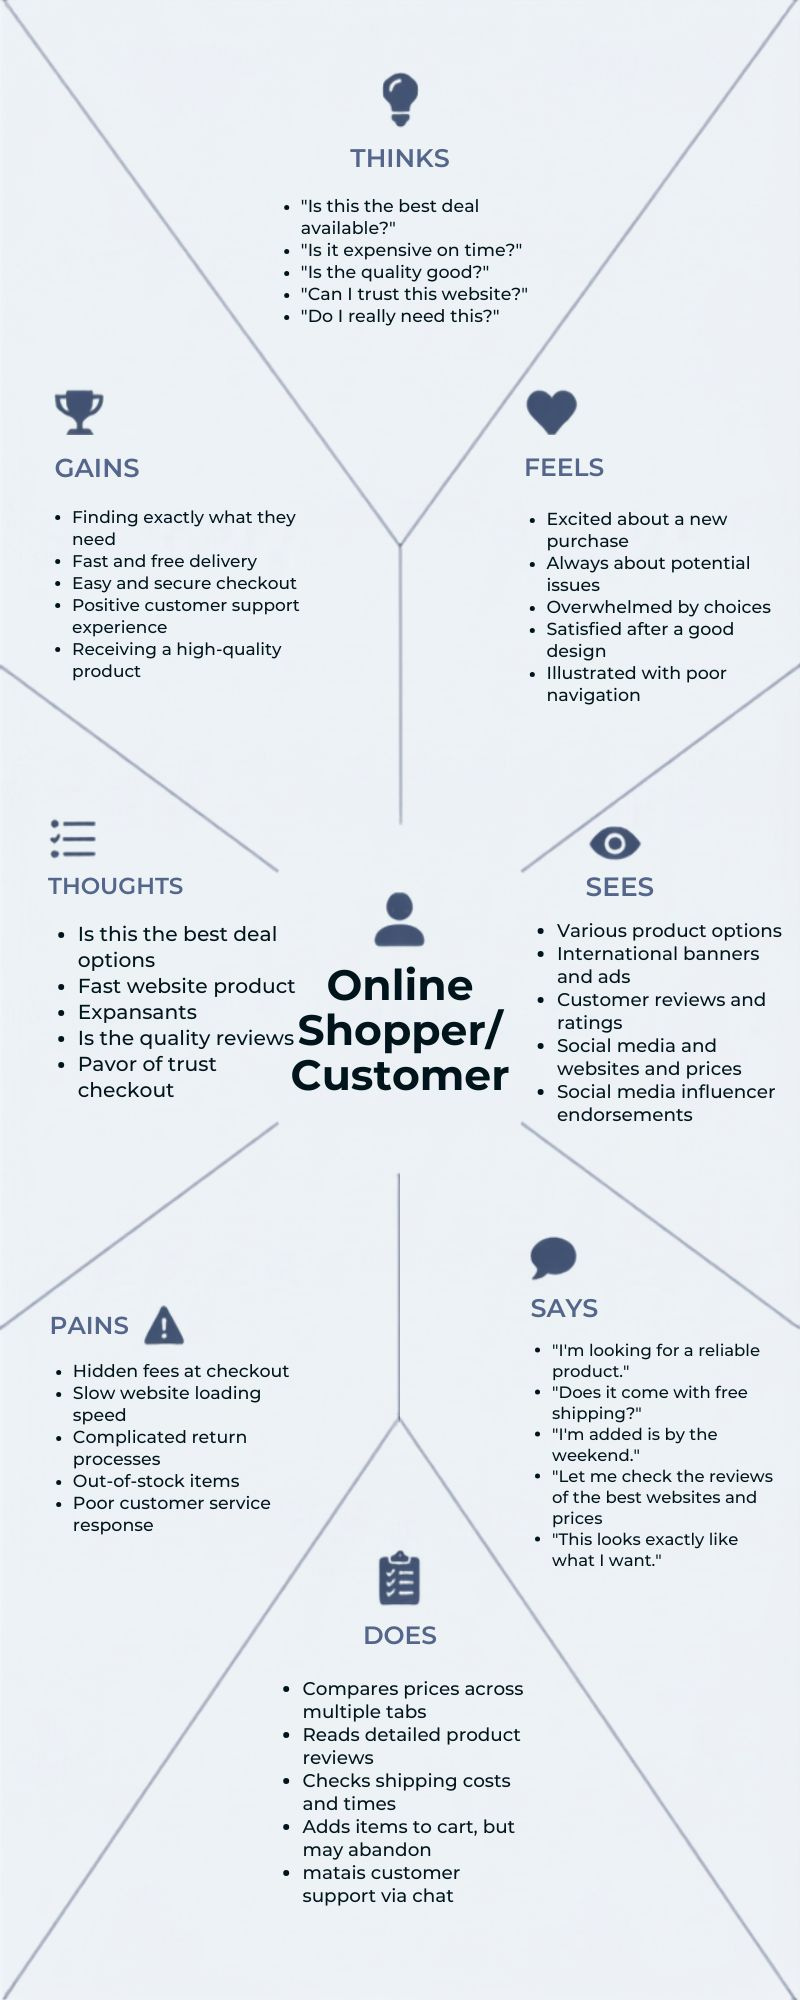 THINKS
• "Is this the best deal
available?"
• "Is it expensive on time?"
• "Is the quality good?"
• "Can I trust this website?"
• "Do I really need this?"
GAINS
• Finding exactly what they
need
• Fast and free delivery
• Easy and secure checkout
• Positive customer support
experience
• Receiving a high-quality
product
FEELS
• Excited about a new
purchase
• Always about potential
issues
• Overwhelmed by choices
• Satisfied after a good
design
• Illustrated with poor
navigation
THOUGHTS
• Is this the best deal
options
• Fast website product
• Expansants
• Is the quality reviews
• Pavor of trust
checkout
Online
Shopper/
Customer
SEES
• Various product options
• International banners
and ads
• Customer reviews and
ratings
• Social media and
websites and prices
• Social media influencer
endorsements
PAINS
• Hidden fees at checkout
• Slow website loading
speed
• Complicated return
processes
• Out-of-stock items
• Poor customer service
response
SAYS
• "I'm looking for a reliable
product."
• "Does it come with free
shipping?"
• "I'm added is by the
weekend."
• "Let me check the reviews
of the best websites and
prices
• "This looks exactly like
what I want."
DOES
• Compares prices across
multiple tabs
• Reads detailed product
reviews
• Checks shipping costs
and times
• Adds items to cart, but
may abandon
• matais customer
support via chat